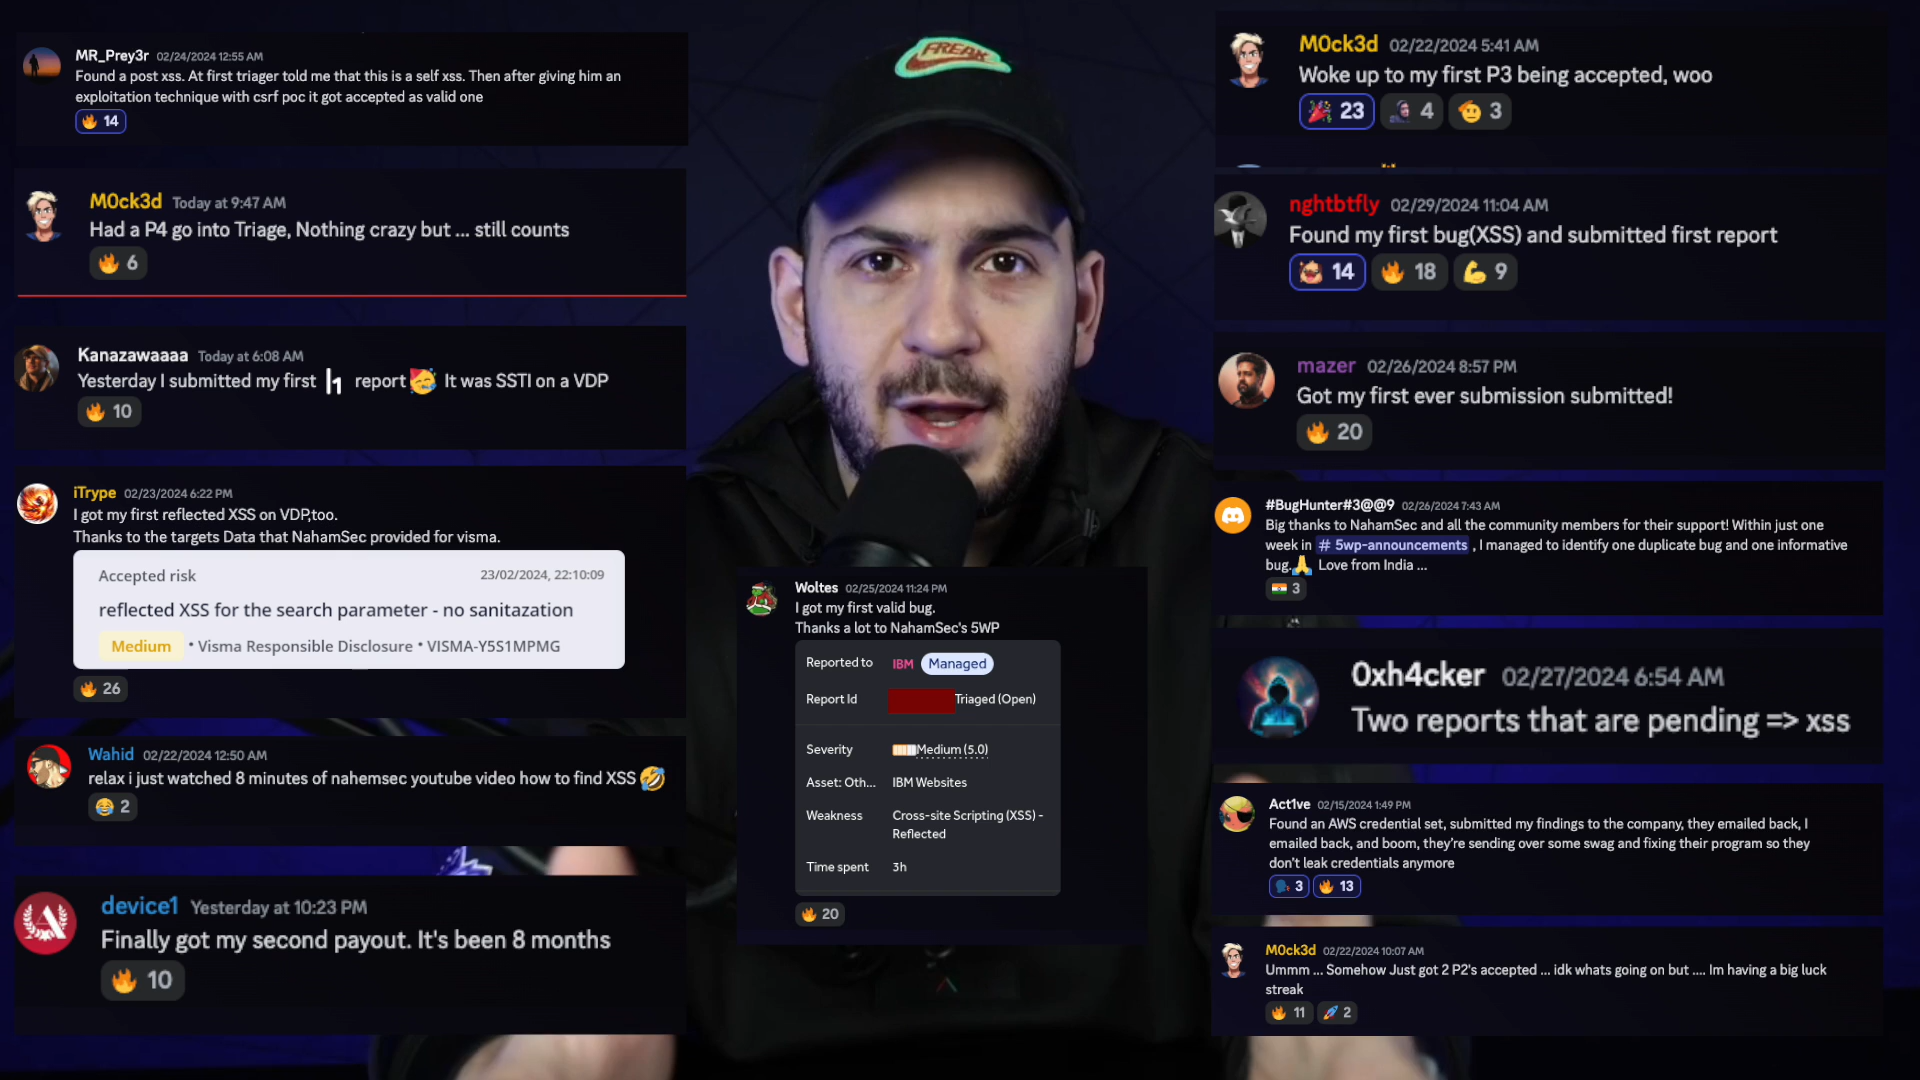 FREAK
MR_Prey3r 02/24/2024 12:55 AM
Found a post xss. At first triager told me that this is a self xss. Then after giving him an
exploitation technique with csrf poc it got accepted as valid one
🔥 14
M0ck3d Today at 9:47 AM
Had a P4 go into Triage, Nothing crazy but ... still counts
🔥 6
Kanazawaaaa Today at 6:08 AM
Yesterday I submitted my first h1 report 🥳 It was SSTI on a VDP
🔥 10
iTrype 02/23/2024 6:22 PM
I got my first reflected XSS on VDP,too.
Thanks to the targets Data that NahamSec provided for visma.
Accepted risk 23/02/2024, 22:10:09
reflected XSS for the search parameter - no sanitazation
Medium • Visma Responsible Disclosure • VISMA-Y5S1MPMG
🔥 26
Wahid 02/22/2024 12:50 AM
relax i just watched 8 minutes of nahemsec youtube video how to find XSS 🤣
😂 2
device1 Yesterday at 10:23 PM
Finally got my second payout. It's been 8 months
🔥 10
Woltes 02/25/2024 11:24 PM
I got my first valid bug.
Thanks a lot to NahamSec's 5WP
Reported to IBM Managed
Report Id Triaged (Open)
Severity Medium (5.0)
Asset: Oth... IBM Websites
Weakness Cross-site Scripting (XSS) -
Reflected
Time spent 3h
🔥 20
M0ck3d 02/22/2024 5:41 AM
Woke up to my first P3 being accepted, woo
🎉 23 4 🫡 3
nghtbtfly 02/29/2024 11:04 AM
Found my first bug(XSS) and submitted first report
14 🔥 18 💪 9
mazer 02/26/2024 8:57 PM
Got my first ever submission submitted!
🔥 20
#BugHunter#3@@9 02/26/2024 7:43 AM
Big thanks to NahamSec and all the community members for their support! Within just one
week in # 5wp-announcements , I managed to identify one duplicate bug and one informative
bug.🙏 Love from India ...
🇮🇳 3
0xh4cker 02/27/2024 6:54 AM
Two reports that are pending => xss
Act1ve 02/15/2024 1:49 PM
Found an AWS credential set, submitted my findings to the company, they emailed back, I
emailed back, and boom, they're sending over some swag and fixing their program so they
don't leak credentials anymore
🗣 3 🔥 13
M0ck3d 02/22/2024 10:07 AM
Ummm ... Somehow Just got 2 P2's accepted ... idk whats going on but .... Im having a big luck
streak
🔥 11 🚀 2